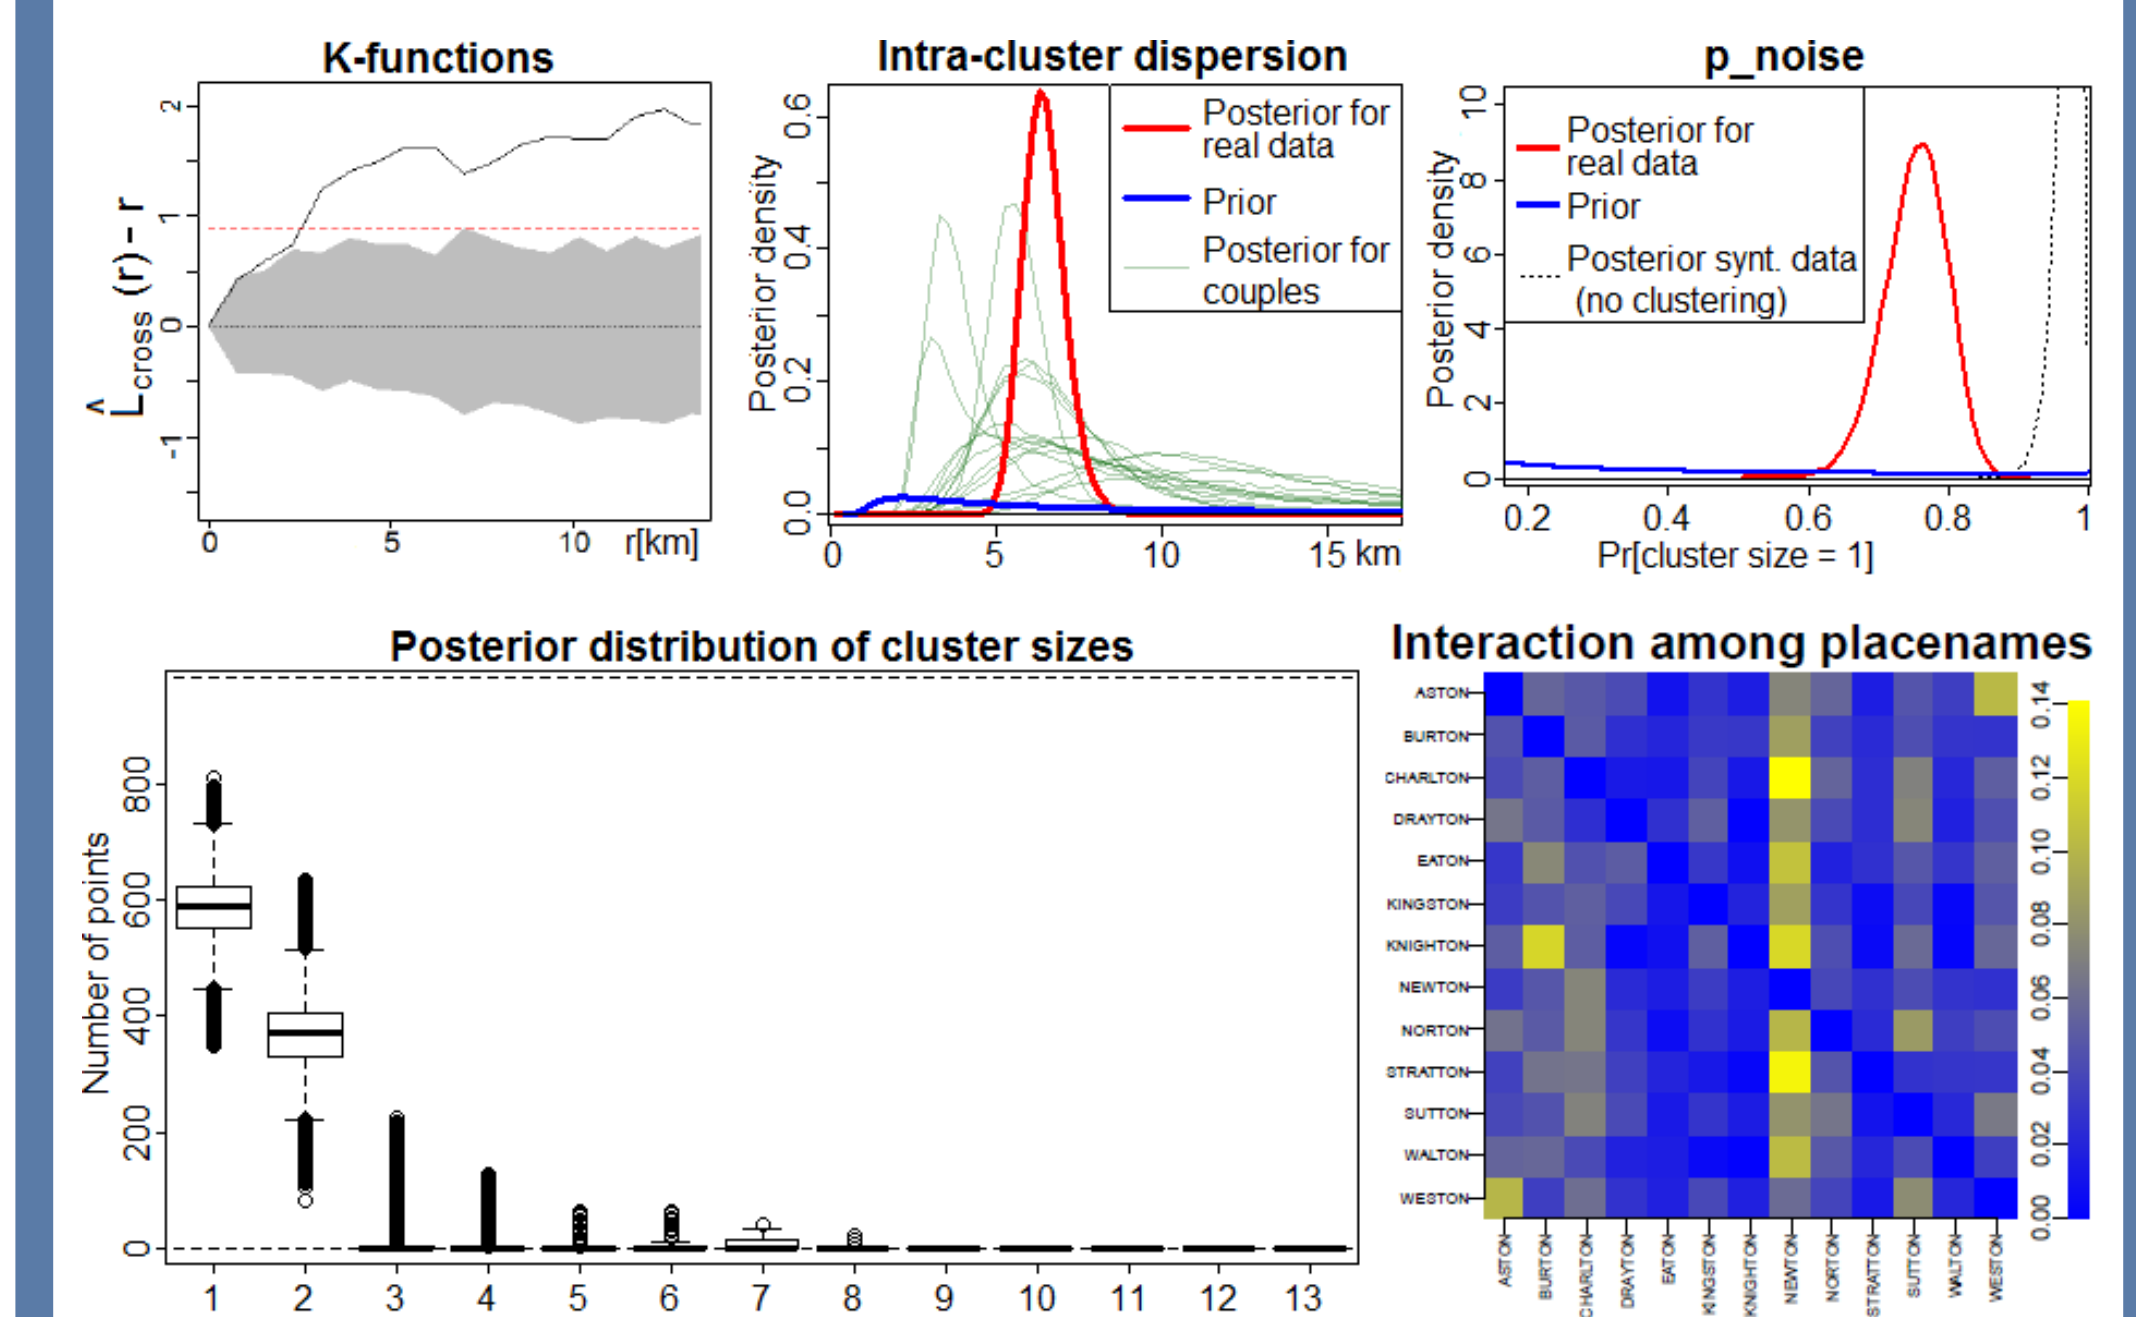 K-functions
2
1
0
-1
L̂cross (r) - r
0
5
10
r[km]
Intra-cluster dispersion
Posterior density
0.6
0.4
0.2
0.0
Posterior for
real data
Prior
Posterior for
couples
0
5
10
15 km
p_noise
Posterior density
10
8
6
4
2
0
Posterior for
real data
Prior
Posterior synt. data
(no clustering)
0.2
0.4
0.6
0.8
1
Pr[cluster size = 1]
Posterior distribution of cluster sizes
Number of points
800
600
400
200
0
1
2
3
4
5
6
7
8
9
10
11
12
13
Interaction among placenames
ASTON
BURTON
CHARLTON
DRAYTON
EATON
KINGSTON
KNIGHTON
NEWTON
NORTON
STRATTON
SUTTON
WALTON
WESTON
ASTON
BURTON
CHARLTON
DRAYTON
EATON
KINGSTON
KNIGHTON
NEWTON
NORTON
STRATTON
SUTTON
WALTON
WESTON
0.14
0.12
0.10
0.08
0.06
0.04
0.02
0.00